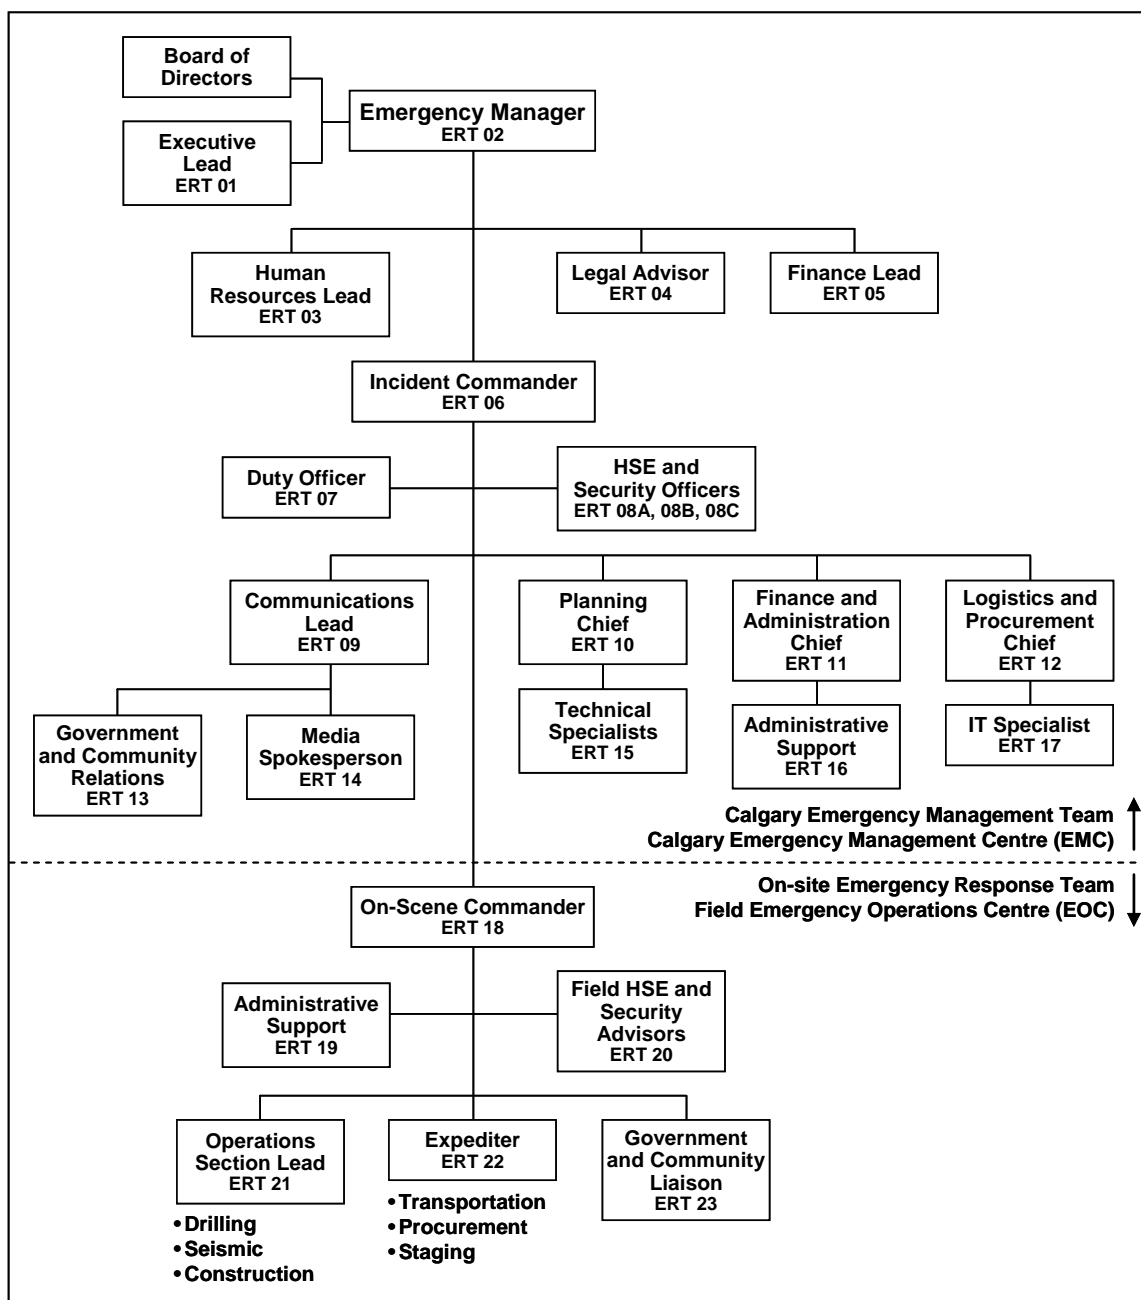 Board of
Directors
Emergency Manager
ERT 02
Executive
Lead
ERT 01
Human
Resources Lead
ERT 03
Legal Advisor
ERT 04
Finance Lead
ERT 05
Incident Commander
ERT 06
Duty Officer
ERT 07
HSE and
Security Officers
ERT 08A, 08B, 08C
Communications
Lead
ERT 09
Planning
Chief
ERT 10
Finance and
Administration
Chief
ERT 11
Logistics and
Procurement
Chief
ERT 12
Government
and Community
Relations
ERT 13
Media
Spokesperson
ERT 14
Technical
Specialists
ERT 15
Administrative
Support
ERT 16
IT Specialist
ERT 17
Calgary Emergency Management Team
Calgary Emergency Management Centre (EMC)
On-site Emergency Response Team
Field Emergency Operations Centre (EOC)
On-Scene Commander
ERT 18
Administrative
Support
ERT 19
Field HSE and
Security
Advisors
ERT 20
Operations
Section Lead
ERT 21
• Drilling
• Seismic
• Construction
Expediter
ERT 22
• Transportation
• Procurement
• Staging
Government
and Community
Liaison
ERT 23